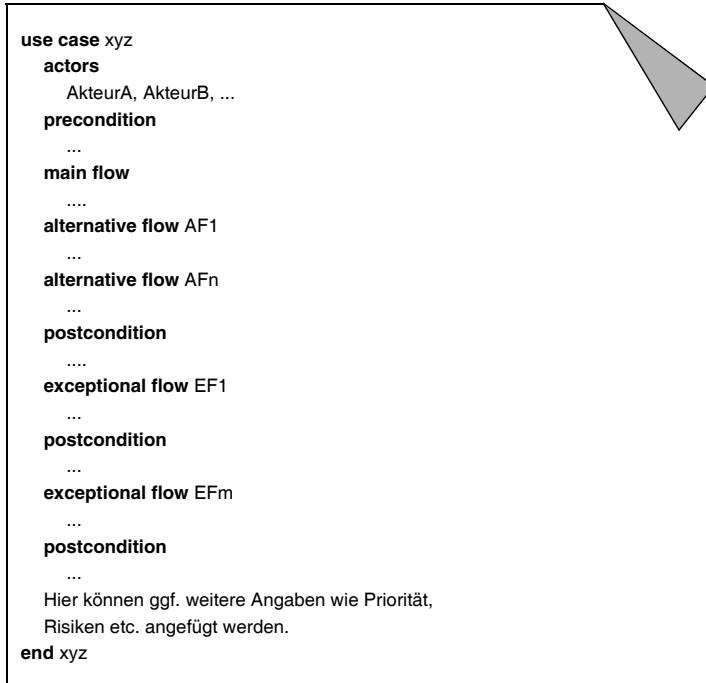 use case xyz
actors
AkteurA, AkteurB, ...
precondition
...
main flow
....
alternative flow AF1
...
alternative flow AFn
...
postcondition
....
exceptional flow EF1
...
postcondition
...
exceptional flow EFm
...
postcondition
...
Hier können ggf. weitere Angaben wie Priorität,
Risiken etc. angefügt werden.
end xyz